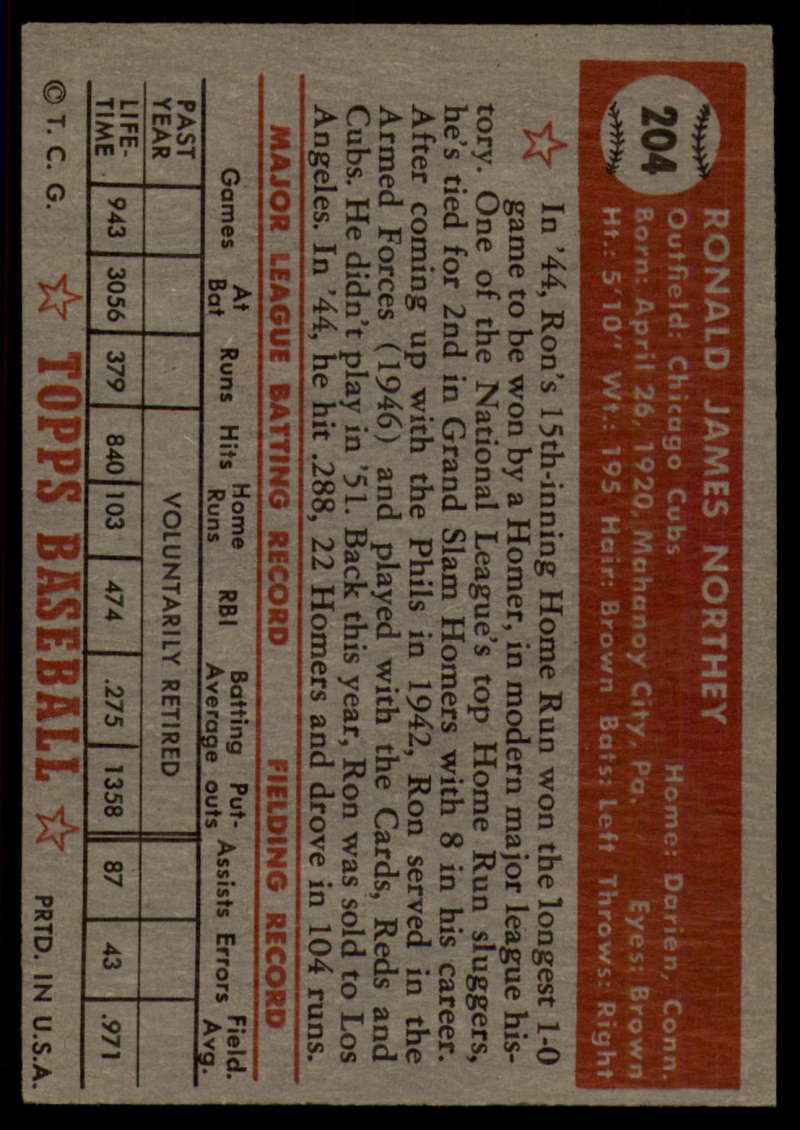 204
RONALD JAMES NORTHEY
Outfield: Chicago Cubs Home: Darien, Conn.
Born: April 26, 1920, Mahanoy City, Pa. Eyes: Brown
Ht.: 5'10" Wt.: 195 Hair: Brown Bats: Left Throws: Right
In '44, Ron's 15th-inning Home Run won the longest 1-0
game to be won by a Homer, in modern major league his-
tory. One of the National League's top Home Run sluggers,
he's tied for 2nd in Grand Slam Homers with 8 in his career.
After coming up with the Phils in 1942, Ron served in the
Armed Forces (1946) and played with the Cards, Reds and
Cubs. He didn't play in '51. Back this year, Ron was sold to Los
Angeles. In '44, he hit .288, 22 Homers and drove in 104 runs.
MAJOR LEAGUE BATTING RECORD FIELDING RECORD
Games At Bat Runs Hits Home Runs RBI Batting Average Put-outs Assists Errors Field. Avg.
PAST YEAR VOLUNTARILY RETIRED
LIFE-TIME 943 3056 379 840 103 474 .275 1358 87 43 .971
© T. C. G. TOPPS BASEBALL PRTD. IN U.S.A.